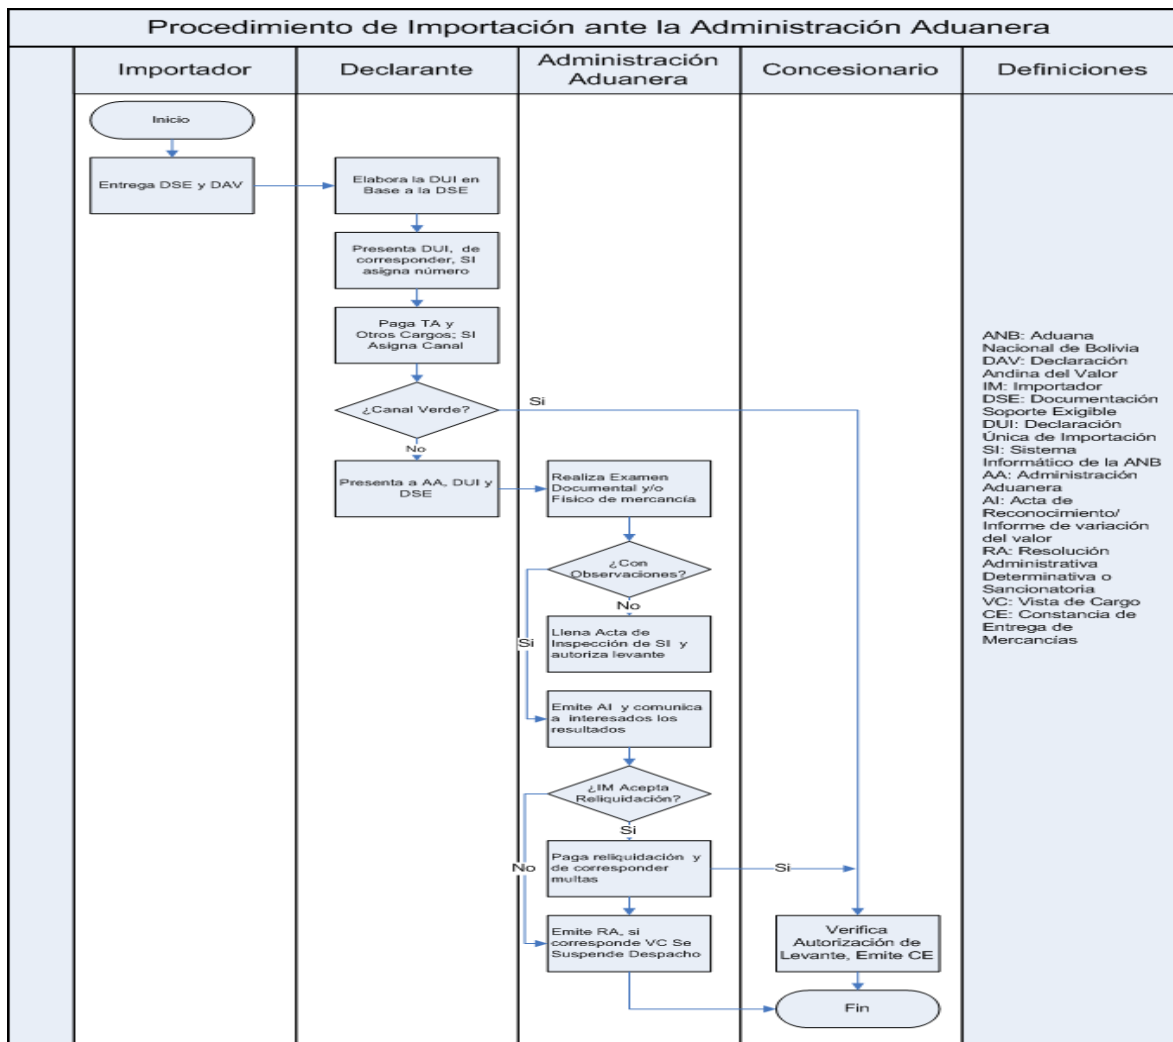 Procedimiento de Importación ante la Administración Aduanera
Importador
Declarante
Administración
Aduanera
Concesionario
Definiciones
Inicio
Entrega DSE y DAV
Elabora la DUI en
Base a la DSE
Presenta DUI, de
corresponder, SI
asigna número
Paga TA y
Otros Cargos; SI
Asigna Canal
¿Canal Verde?
Si
No
Presenta a AA, DUI y
DSE
Realiza Examen
Documental y/o
Físico de mercancía
¿Con
Observaciones?
No
Si
Llena Acta de
Inspección de SI y
autoriza levante
Emite AI y comunica
a interesados los
resultados
¿IM Acepta
Reliquidación?
Si
No
Paga reliquidación y
de corresponder
multas
Si
Emite RA, si
corresponde VC Se
Suspende Despacho
Verifica
Autorización de
Levante, Emite CE
Fin
ANB: Aduana
Nacional de Bolivia
DAV: Declaración
Andina del Valor
IM: Importador
DSE: Documentación
Soporte Exigible
DUI: Declaración
Única de Importación
SI: Sistema
Informático de la ANB
AA: Administración
Aduanera
AI: Acta de
Reconocimiento/
Informe de variación
del valor
RA: Resolución
Administrativa
Determinativa o
Sancionatoria
VC: Vista de Cargo
CE: Constancia de
Entrega de
Mercancías